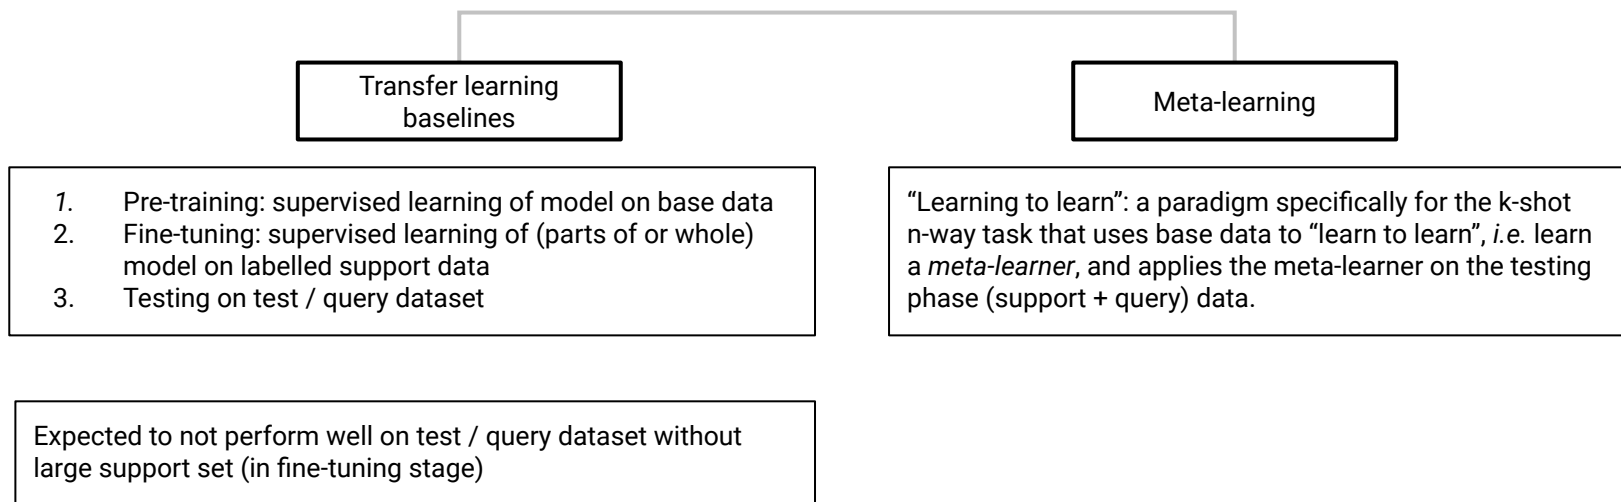 Transfer learning
baselines
Meta-learning
1. Pre-training: supervised learning of model on base data
2. Fine-tuning: supervised learning of (parts of or whole)
model on labelled support data
3. Testing on test / query dataset
“Learning to learn”: a paradigm specifically for the k-shot
n-way task that uses base data to “learn to learn”, i.e. learn
a meta-learner, and applies the meta-learner on the testing
phase (support + query) data.
Expected to not perform well on test / query dataset without
large support set (in fine-tuning stage)